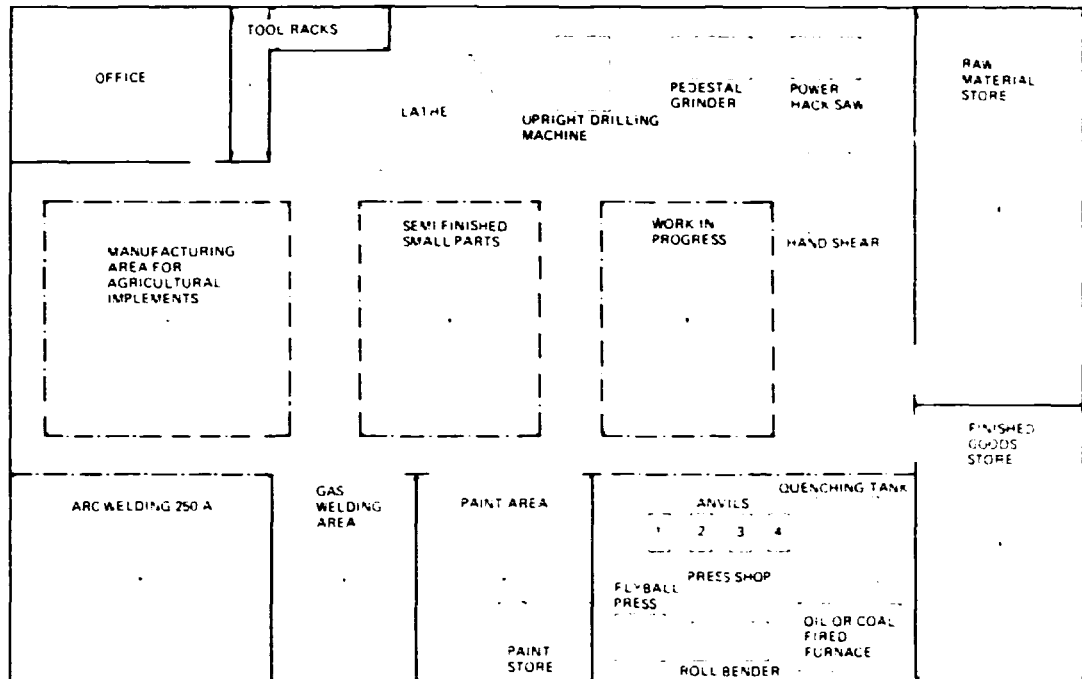 TOOL RACKS
OFFICE
LATHE
UPRIGHT DRILLING
MACHINE
PEDESTAL
GRINDER
POWER
HACK SAW
RAW
MATERIAL
STORE
MANUFACTURING
AREA FOR
AGRICULTURAL
IMPLEMENTS
SEMI FINISHED
SMALL PARTS
WORK IN
PROGRESS
HAND SHEAR
FINISHED
GOODS
STORE
ARC WELDING 250 A
GAS
WELDING
AREA
PAINT AREA
QUENCHING TANK
ANVILS
1 2 3 4
PRESS SHOP
FLYBALL
PRESS
OIL OR COAL
FIRED
FURNACE
PAINT
STORE
ROLL BENDER